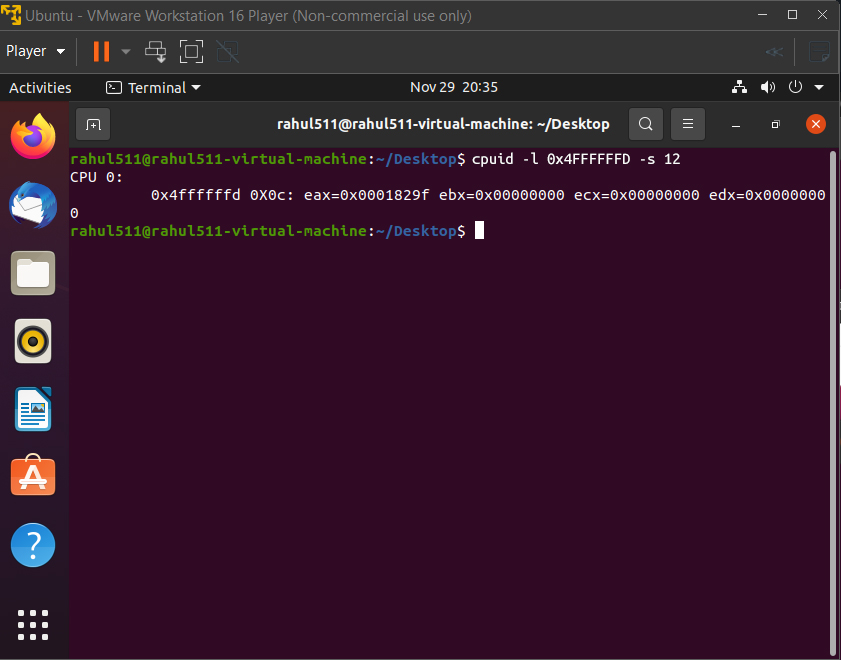 Ubuntu - VMware Workstation 16 Player (Non-commercial use only)
Player
Activities
Terminal
Nov 29 20:35
rahul511@rahul511-virtual-machine: ~/Desktop
rahul511@rahul511-virtual-machine:~/Desktop$ cpuid -l 0x4FFFFFFD -s 12
CPU 0:
0x4ffffffd 0X0c: eax=0x0001829f ebx=0x00000000 ecx=0x00000000 edx=0x0000000
0
rahul511@rahul511-virtual-machine:~/Desktop$